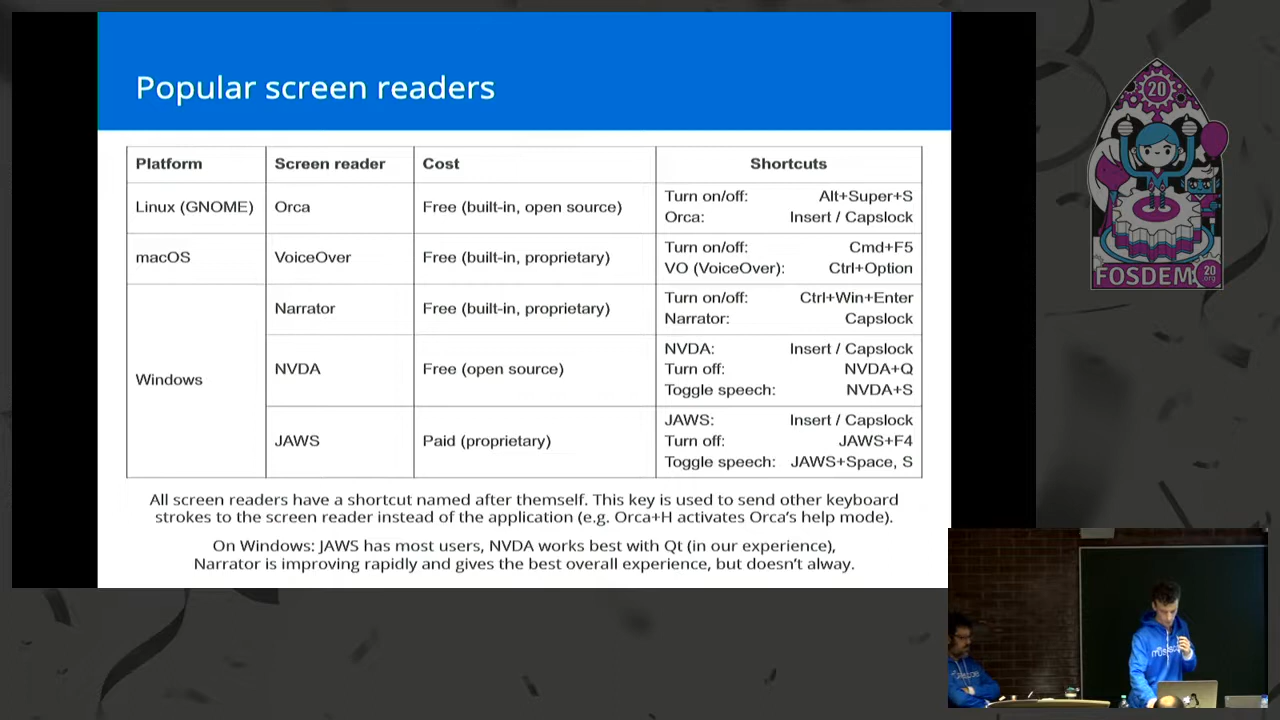 Popular screen readers
Platform Screen reader Cost Shortcuts
Linux (GNOME) Orca Free (built-in, open source) Turn on/off: Alt+Super+S
Orca: Insert / Capslock
macOS VoiceOver Free (built-in, proprietary) Turn on/off: Cmd+F5
VO (VoiceOver): Ctrl+Option
Windows Narrator Free (built-in, proprietary) Turn on/off: Ctrl+Win+Enter
Narrator: Capslock
NVDA Free (open source) NVDA: Insert / Capslock
Turn off: NVDA+Q
Toggle speech: NVDA+S
JAWS Paid (proprietary) JAWS: Insert / Capslock
Turn off: JAWS+F4
Toggle speech: JAWS+Space, S
All screen readers have a shortcut named after themself. This key is used to send other keyboard
strokes to the screen reader instead of the application (e.g. Orca+H activates Orca's help mode).
On Windows: JAWS has most users, NVDA works best with Qt (in our experience),
Narrator is improving rapidly and gives the best overall experience, but doesn't alway.
20
FOSDEM
20
.org